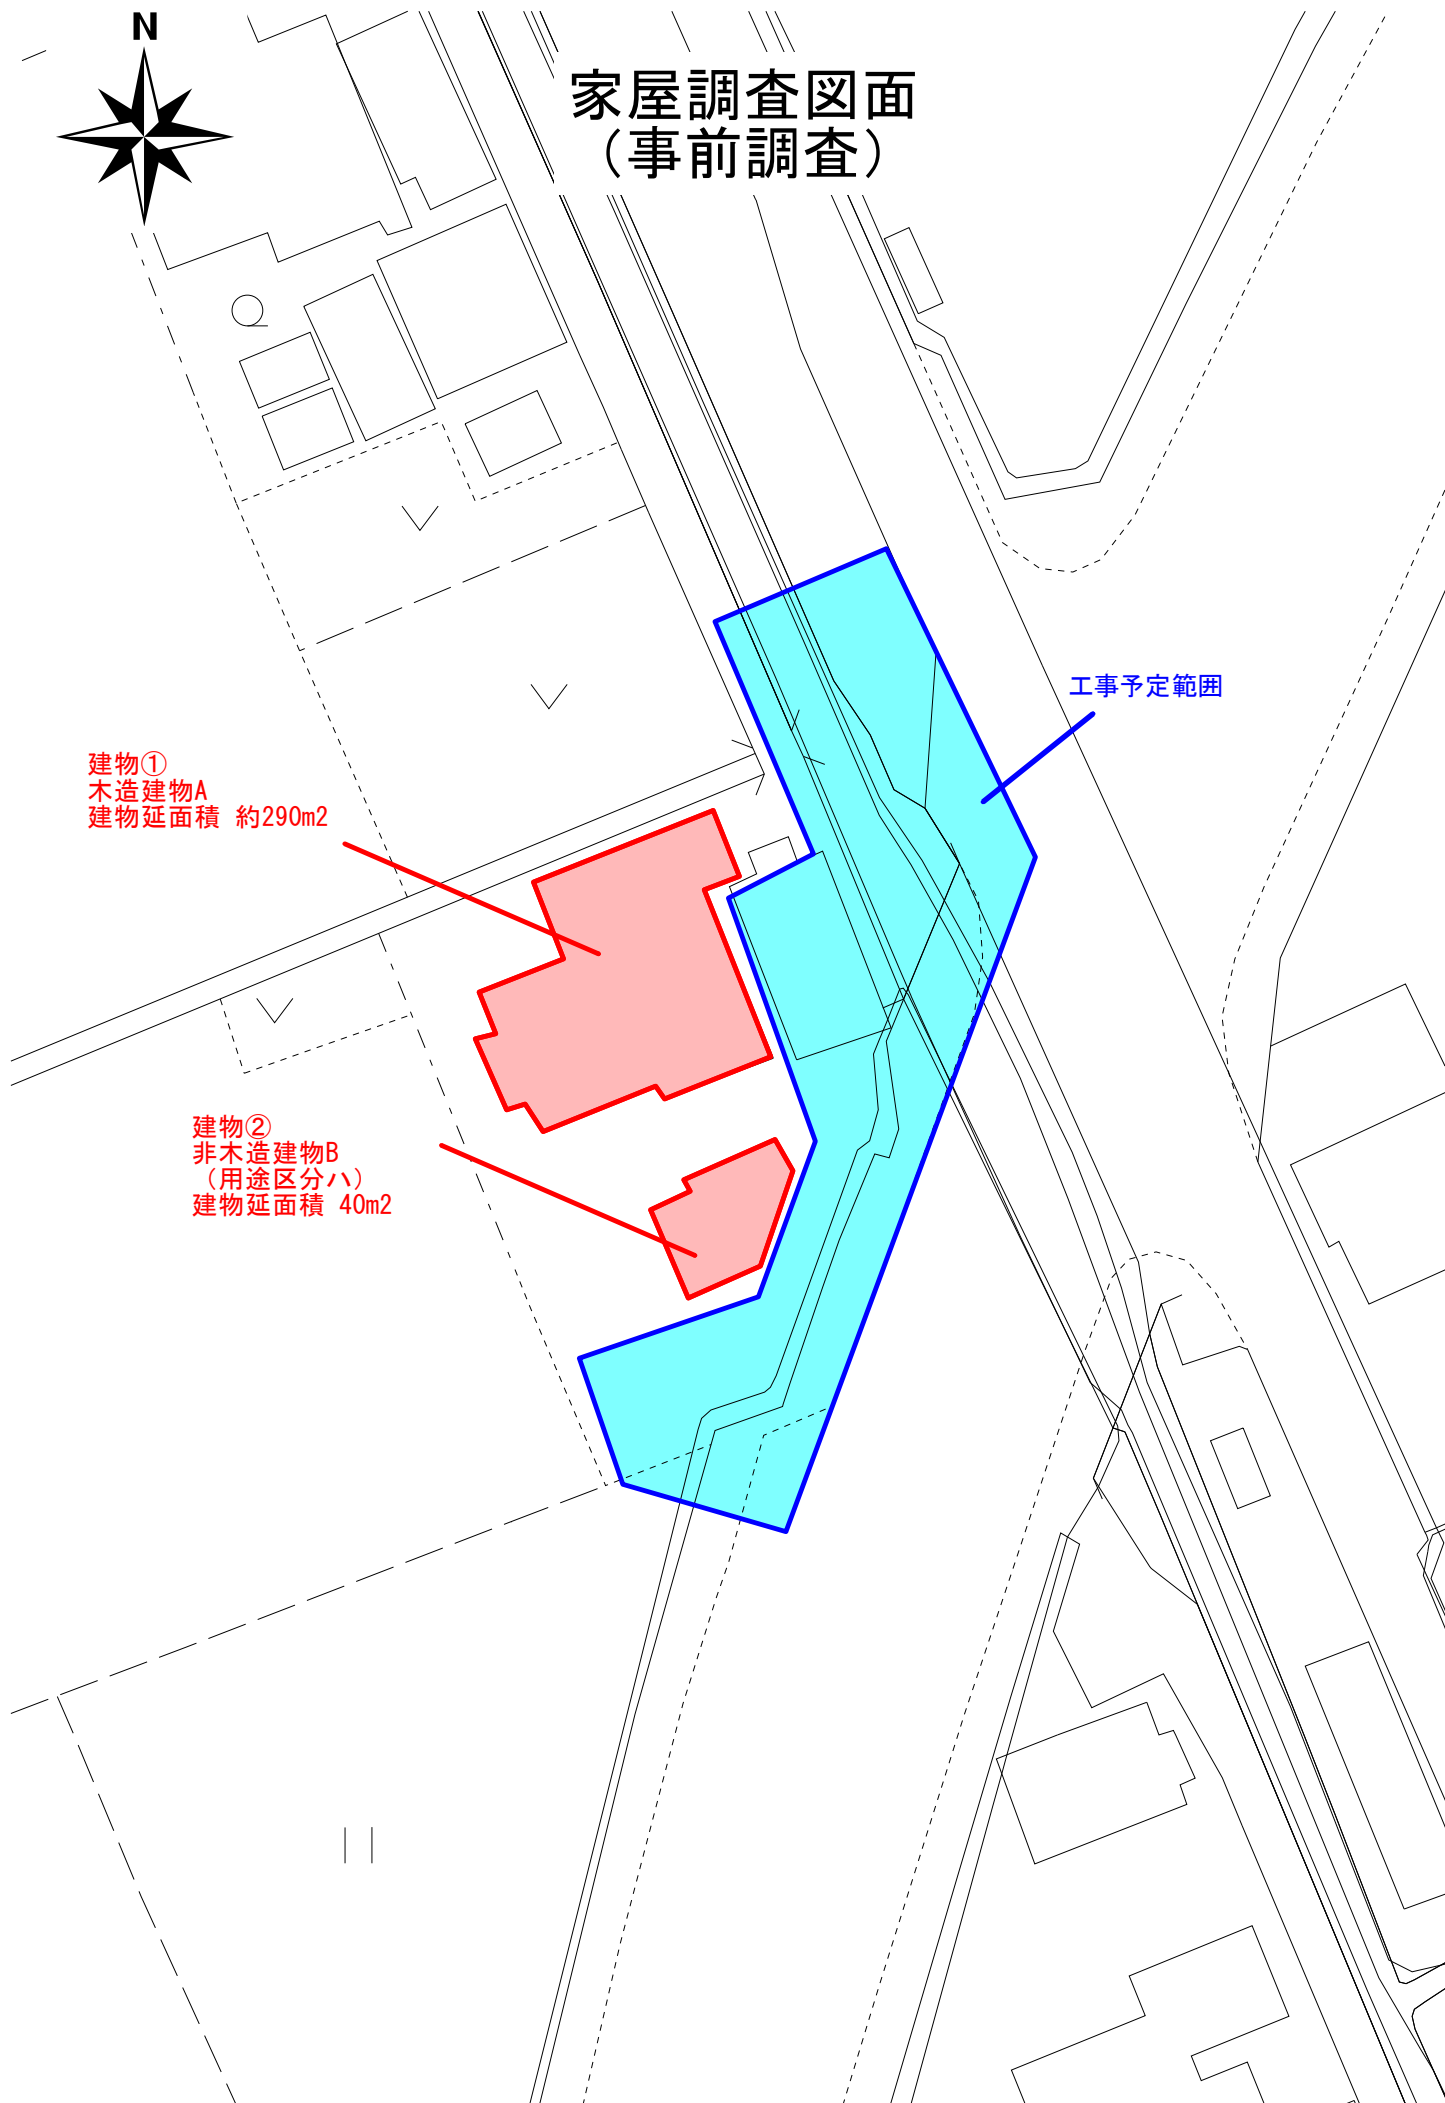 N
家屋調査図面
（事前調査）
工事予定範囲
建物①
木造建物A
建物延面積 約290m2
建物②
非木造建物B
（用途区分ハ）
建物延面積 40m2